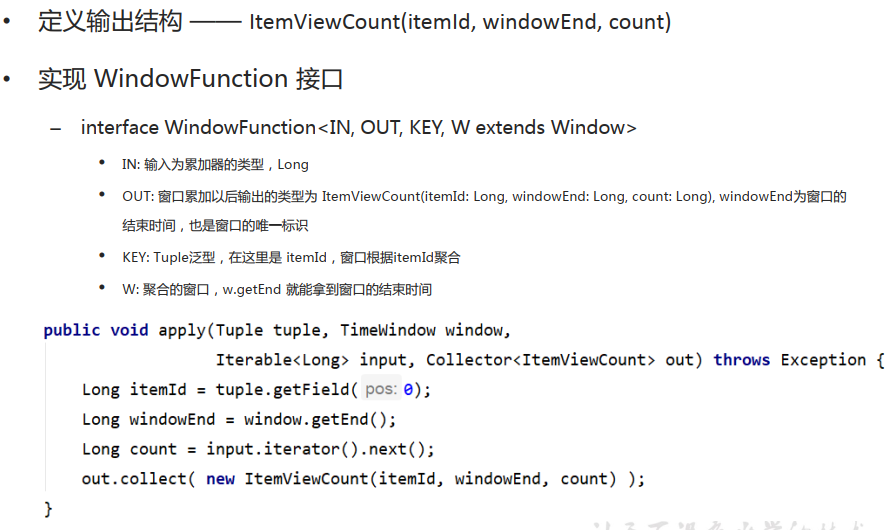 • 定义输出结构 —— ItemViewCount(itemId, windowEnd, count)
• 实现 WindowFunction 接口
– interface WindowFunction<IN, OUT, KEY, W extends Window>
• IN: 输入为累加器的类型，Long
• OUT: 窗口累加以后输出的类型为 ItemViewCount(itemId: Long, windowEnd: Long, count: Long), windowEnd为窗口的
结束时间，也是窗口的唯一标识
• KEY: Tuple泛型，在这里是 itemId，窗口根据itemId聚合
• W: 聚合的窗口，w.getEnd 就能拿到窗口的结束时间
public void apply(Tuple tuple, TimeWindow window,
Iterable<Long> input, Collector<ItemViewCount> out) throws Exception {
Long itemId = tuple.getField( pos: 0);
Long windowEnd = window.getEnd();
Long count = input.iterator().next();
out.collect( new ItemViewCount(itemId, windowEnd, count) );
}